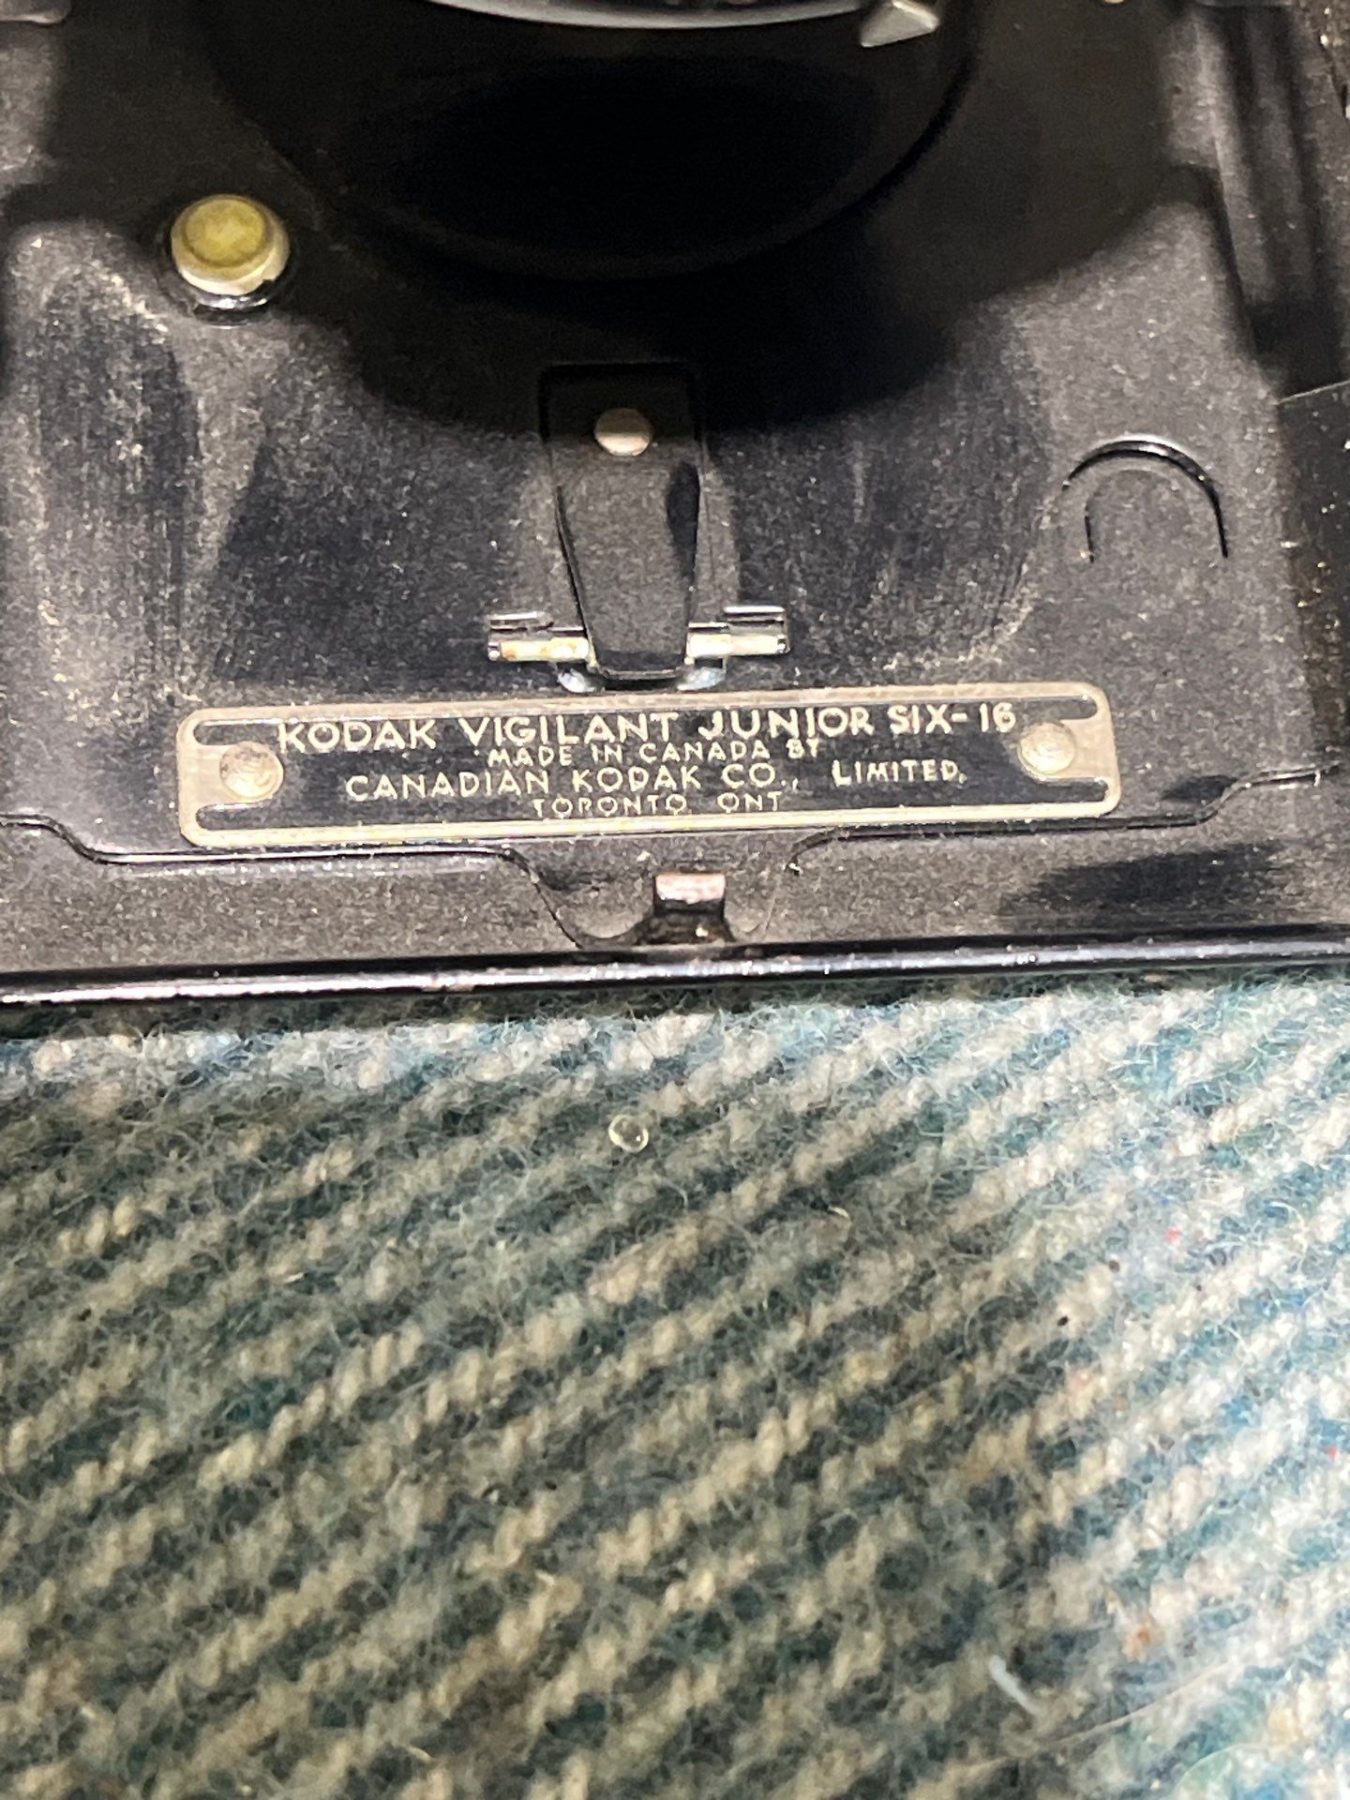 KODAK VIGILANT JUNIOR SIX-16
MADE IN CANADA BY
CANADIAN KODAK CO., LIMITED,
TORONTO, ONT